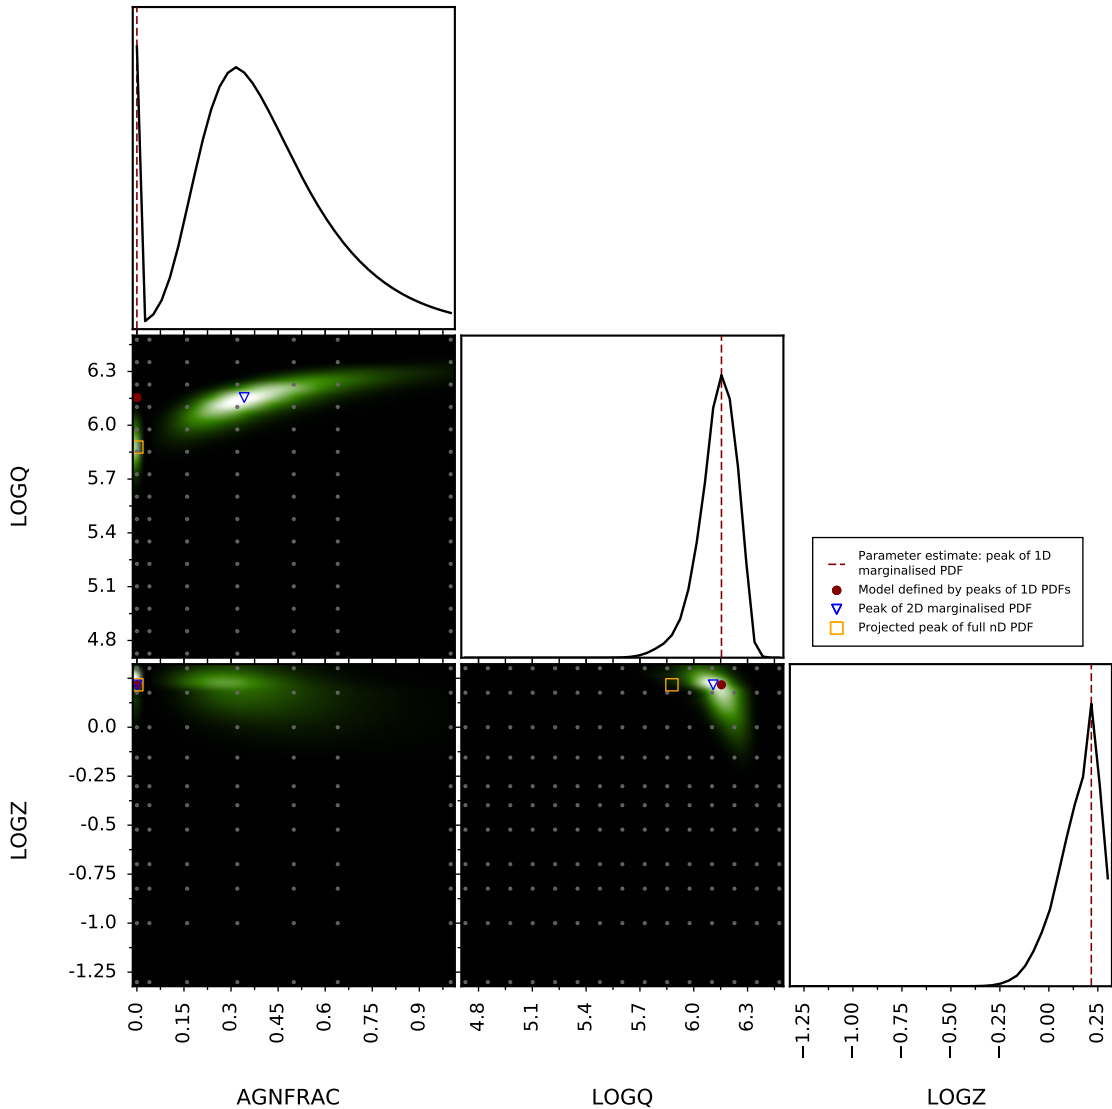 6.3
6.0
5.7
5.4
5.1
4.8
LOGQ
Parameter estimate: peak of 1D
marginalised PDF
Model defined by peaks of 1D PDFs
Peak of 2D marginalised PDF
Projected peak of full nD PDF
0.0
-0.25
-0.5
-0.75
-1.0
-1.25
LOGZ
0.0 0.15 0.3 0.45 0.6 0.75 0.9
4.8 5.1 5.4 5.7 6.0 6.3
−1.25 −1.00 −0.75 −0.50 −0.25 0.00 0.25
AGNFRAC
LOGQ
LOGZ